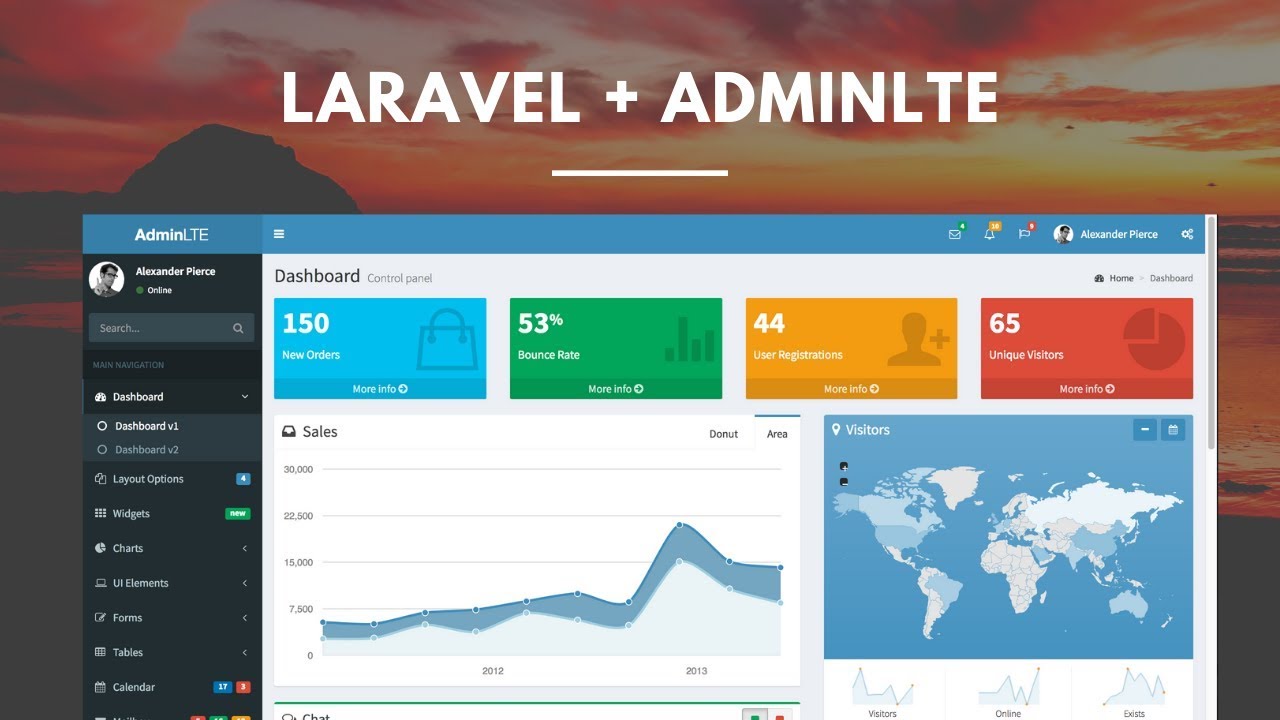 LARAVEL + ADMINLTE
AdminLTE
4
10
9
Alexander Pierce
Alexander Pierce
Online
Search...
MAIN NAVIGATION
Dashboard
Dashboard v1
Dashboard v2
Layout Options 4
Widgets new
Charts
UI Elements
Forms
Tables
Calendar 17 3
Dashboard Control panel
Home > Dashboard
150
New Orders
More info
53%
Bounce Rate
More info
44
User Registrations
More info
65
Unique Visitors
More info
Sales
Donut Area
30,000
22,500
15,000
7,500
0
2012 2013
Visitors
Visitors Online Exists
Chat